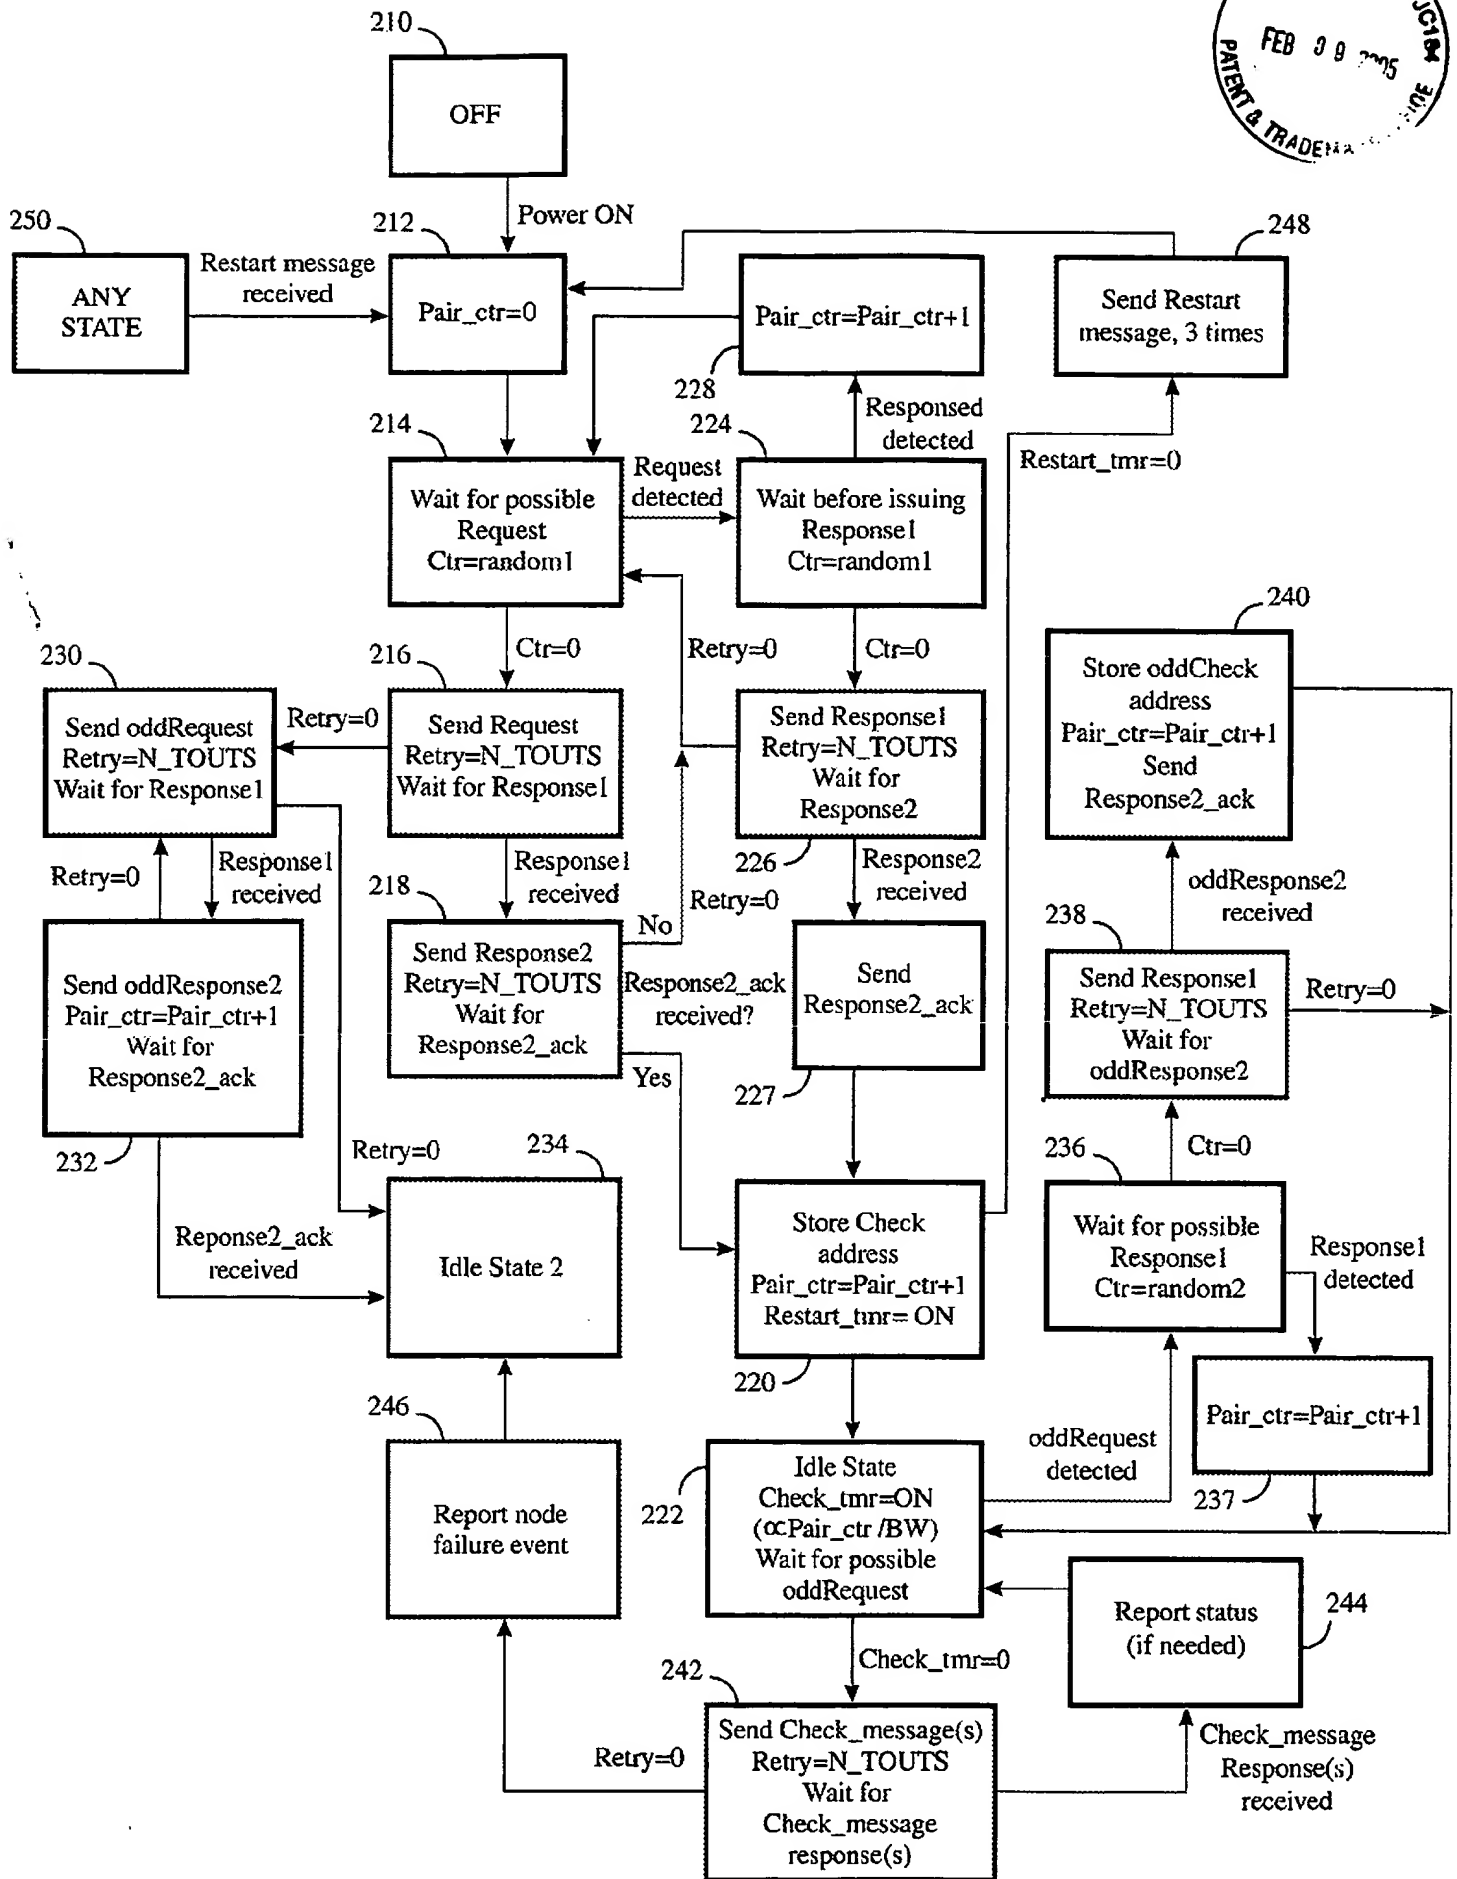 JC164
FEB 09
PATENT & TRADEMA
210
OFF
Power ON
250
212
248
ANY
STATE
Restart message
received
Pair_ctr=0
Pair_ctr=Pair_ctr+1
Send Restart
message, 3 times
228
Responsed
detected
214
224
Restart_tmr=0
Request
detected
Wait for possible
Request
Ctr=random1
Wait before issuing
Response1
Ctr=random1
240
Ctr=0
Retry=0
Ctr=0
Store oddCheck
address
Pair_ctr=Pair_ctr+1
Send
Response2_ack
230
216
Send oddRequest
Retry=N_TOUTS
Wait for Response1
Retry=0
Send Request
Retry=N_TOUTS
Wait for Response1
Send Response1
Retry=N_TOUTS
Wait for
Response2
226
Retry=0
Response1
received
Response1
received
Response2
received
oddResponse2
received
218
Retry=0
238
No
Send oddResponse2
Pair_ctr=Pair_ctr+1
Wait for
Response2_ack
Send Response2
Retry=N_TOUTS
Wait for
Response2_ack
Response2_ack
received?
Send
Response2_ack
Send Response1
Retry=N_TOUTS
Wait for
oddResponse2
Retry=0
Yes
227
232
Retry=0
234
236
Ctr=0
Reponse2_ack
received
Idle State 2
Store Check
address
Pair_ctr=Pair_ctr+1
Restart_tmr= ON
220
Wait for possible
Response1
Ctr=random2
Response1
detected
246
Pair_ctr=Pair_ctr+1
237
oddRequest
detected
Report node
failure event
222
Idle State
Check_tmr=ON
(∝Pair_ctr /BW)
Wait for possible
oddRequest
Report status
(if needed)
244
Check_tmr=0
242
Retry=0
Send Check_message(s)
Retry=N_TOUTS
Wait for
Check_message
response(s)
Check_message
Response(s)
received